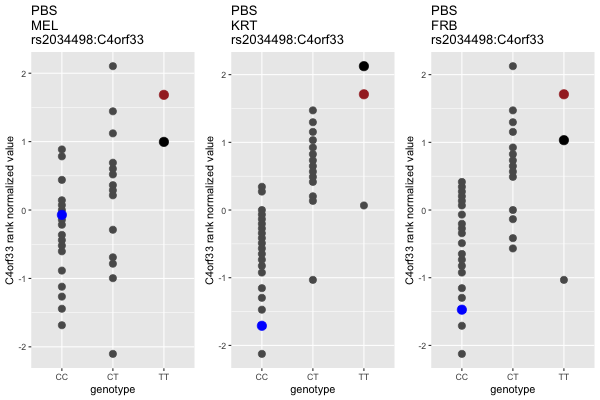 PBS
MEL
rs2034498:C4orf33
C4orf33 rank normalized value
2
1
0
-1
-2
CC CT TT
genotype
PBS
KRT
rs2034498:C4orf33
C4orf33 rank normalized value
2
1
0
-1
-2
CC CT TT
genotype
PBS
FRB
rs2034498:C4orf33
C4orf33 rank normalized value
2
1
0
-1
-2
CC CT TT
genotype